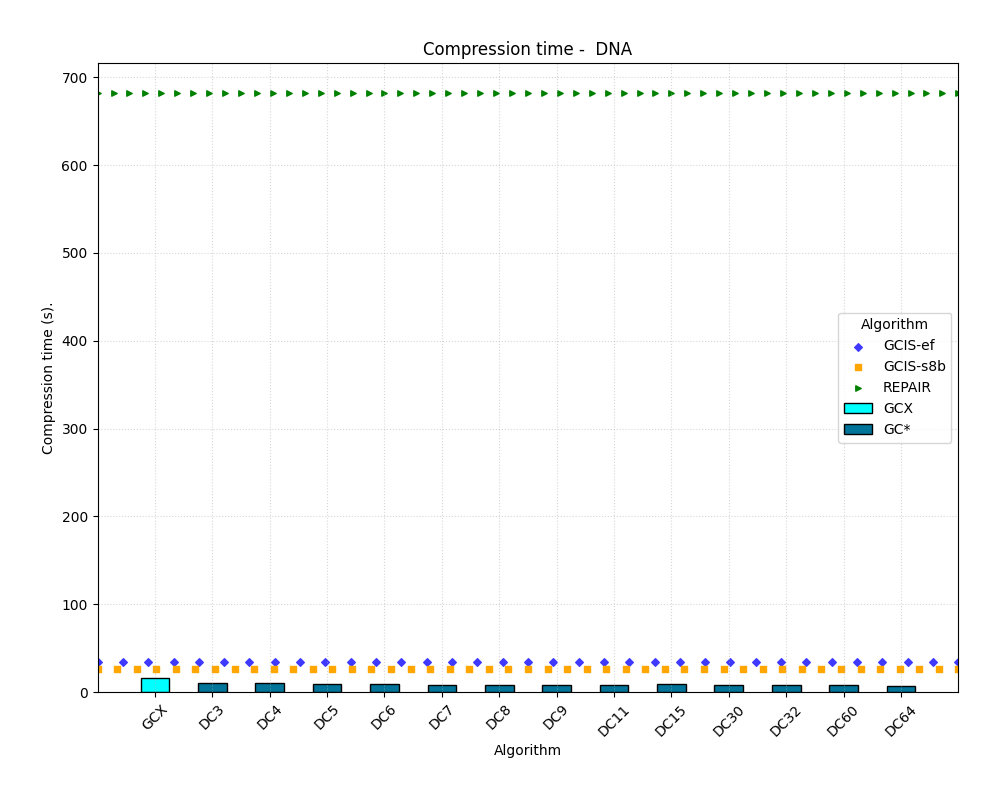 Compression time -  DNA
700
600
500
400
300
200
100
0
Compression time (s).
Algorithm
GCIS-ef
GCIS-s8b
REPAIR
GCX
GC*
GCX
DC3
DC4
DC5
DC6
DC7
DC8
DC9
DC11
DC15
DC30
DC32
DC60
DC64
Algorithm